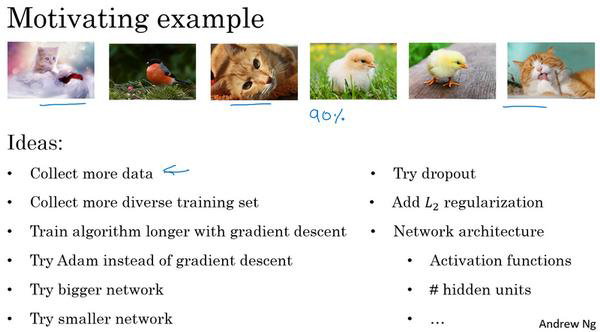 Motivating example
90%
Ideas:
• Collect more data
• Collect more diverse training set
• Train algorithm longer with gradient descent
• Try Adam instead of gradient descent
• Try bigger network
• Try smaller network
• Try dropout
• Add L₂ regularization
• Network architecture
• Activation functions
• # hidden units
• ...
Andrew Ng